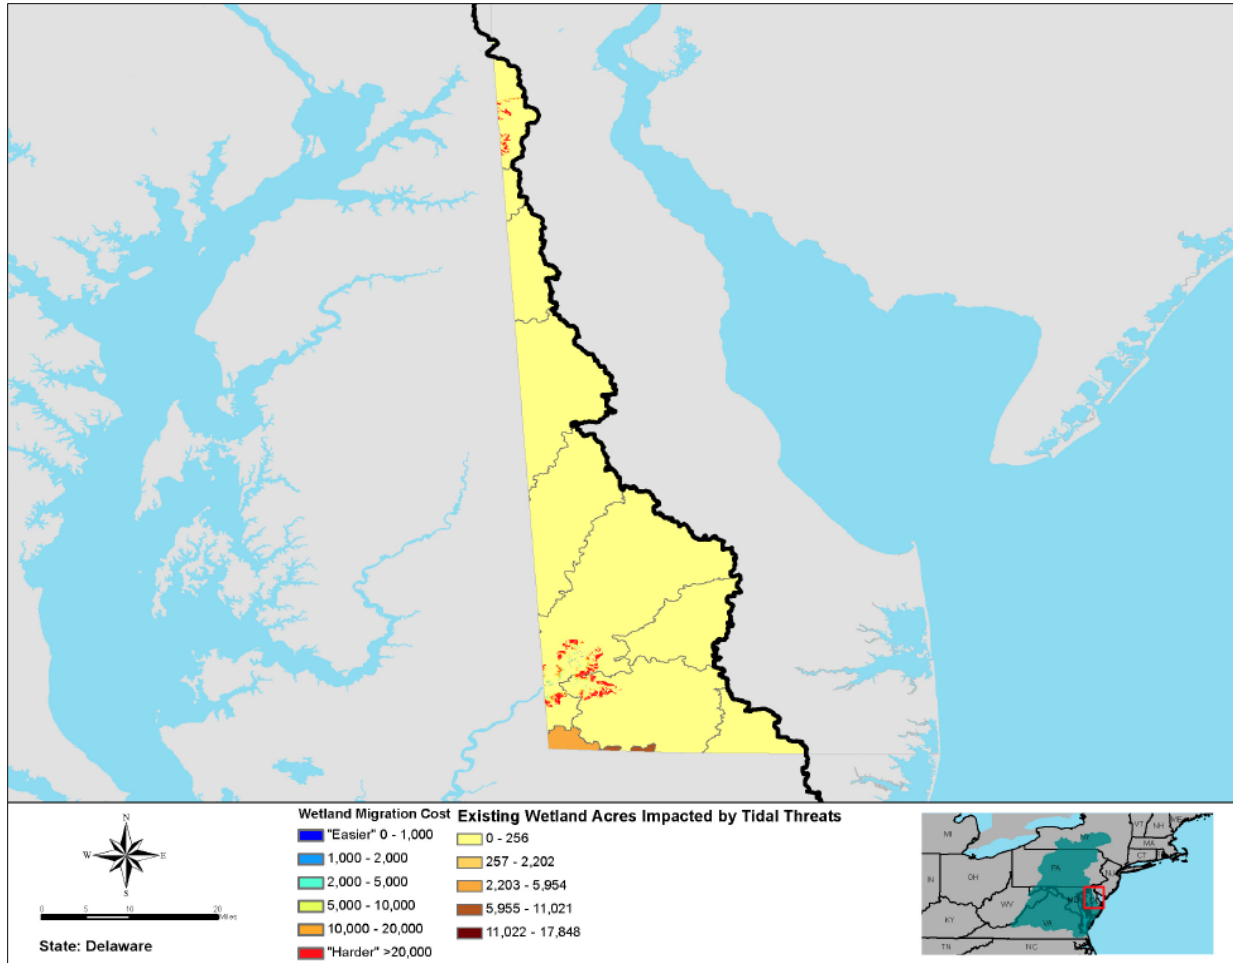 N
W
E
S
0 5 10 20
Miles
State: Delaware
Wetland Migration Cost
"Easier" 0 - 1,000
1,000 - 2,000
2,000 - 5,000
5,000 - 10,000
10,000 - 20,000
"Harder" >20,000
Existing Wetland Acres Impacted by Tidal Threats
0 - 256
257 - 2,202
2,203 - 5,954
5,955 - 11,021
11,022 - 17,848
MI
VT
NH
ME
NY
MA
CT
IN
OH
PA
NJ
WV
KY
VA
TN
NC